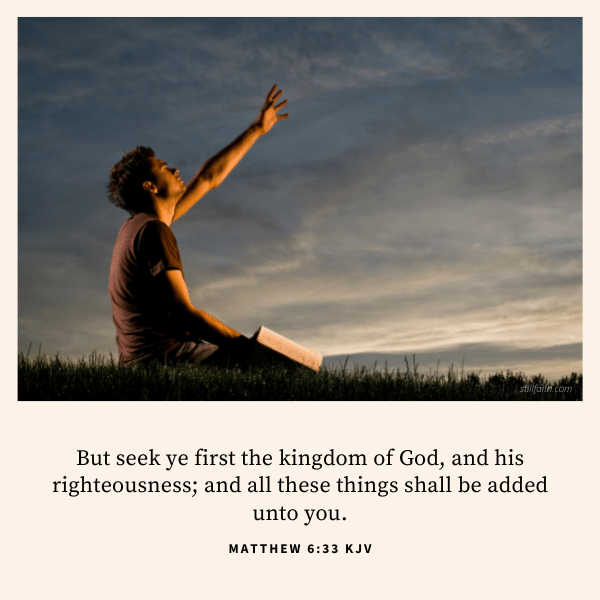 stillfaith.com
But seek ye first the kingdom of God, and his
righteousness; and all these things shall be added
unto you.
MATTHEW 6:33 KJV